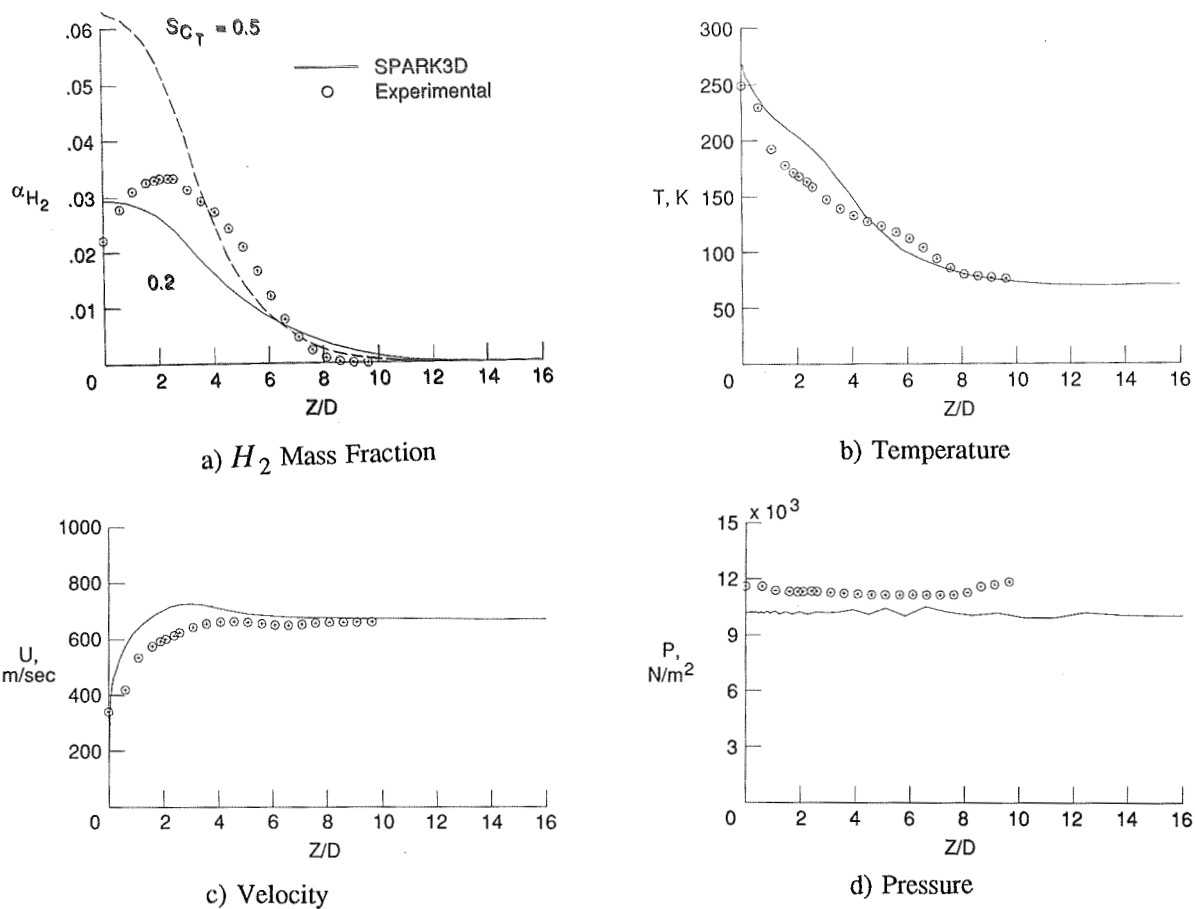 S_C_T = 0.5
.06
.05
.04
α_H2 .03
.02
.01
0
SPARK3D
Experimental
0.2
2 4 6 8 10 12 14 16
Z/D
a) H2 Mass Fraction
300
250
200
T, K 150
100
50
0 2 4 6 8 10 12 14 16
Z/D
b) Temperature
1000
800
600
U,
m/sec
400
200
0 2 4 6 8 10 12 14 16
Z/D
c) Velocity
15 x 10^3
12
9
P,
N/m^2
6
3
0 2 4 6 8 10 12 14 16
Z/D
d) Pressure